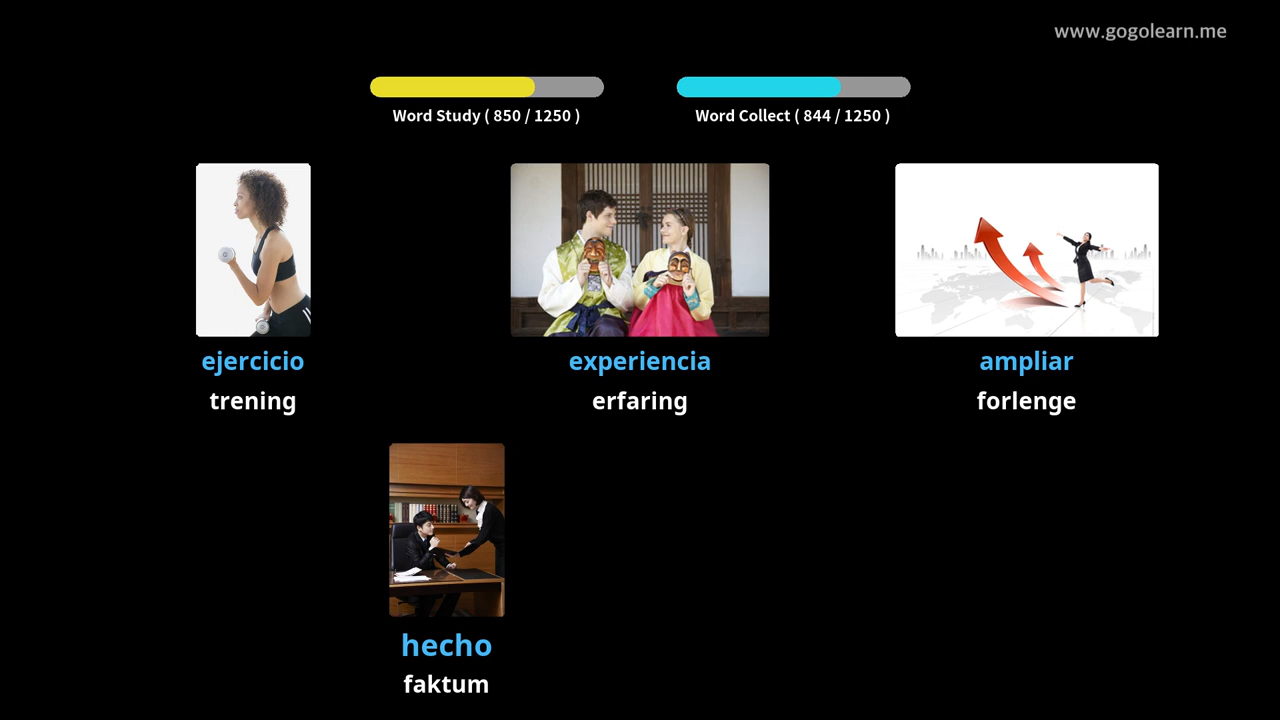 www.gogolearn.me
Word Study ( 850 / 1250 )
Word Collect ( 844 / 1250 )
ejercicio
trening
experiencia
erfaring
ampliar
forlenge
hecho
faktum